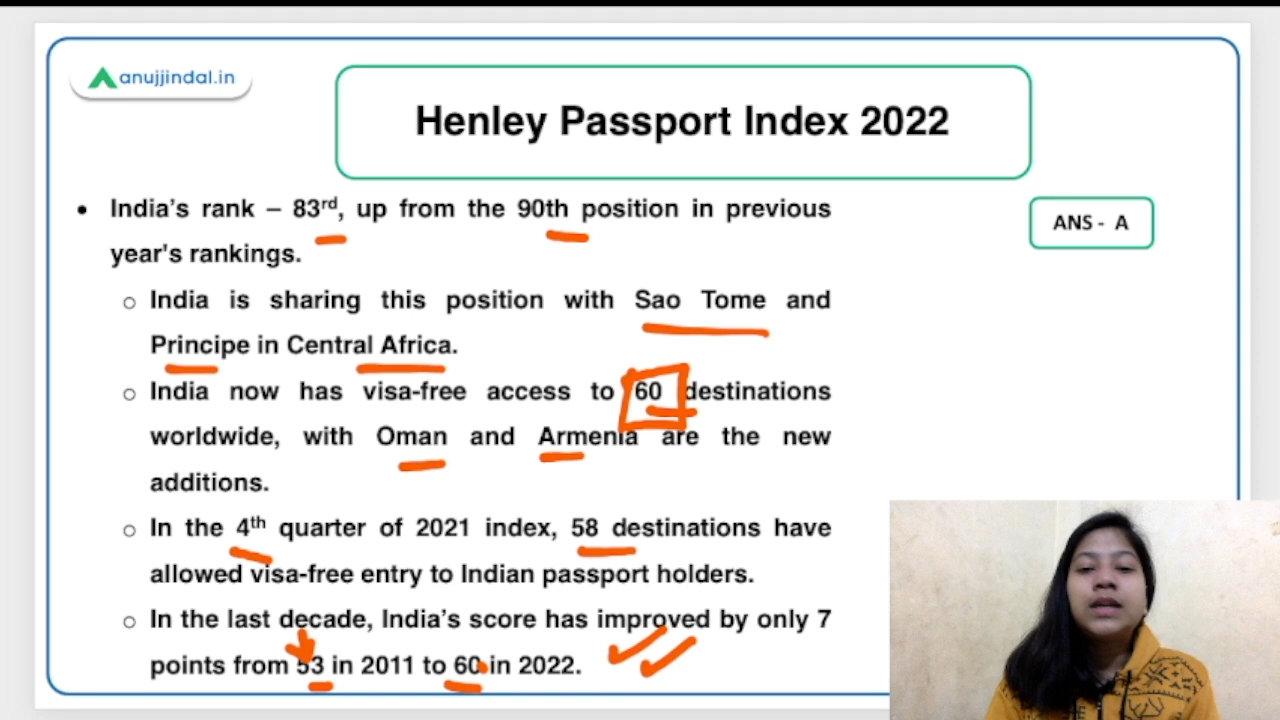 anujjindal.in
Henley Passport Index 2022
• India's rank – 83rd, up from the 90th position in previous
year's rankings.
ANS - A
○ India is sharing this position with Sao Tome and
Principe in Central Africa.
○ India now has visa-free access to 60 destinations
worldwide, with Oman and Armenia are the new
additions.
○ In the 4th quarter of 2021 index, 58 destinations have
allowed visa-free entry to Indian passport holders.
○ In the last decade, India's score has improved by only 7
points from 53 in 2011 to 60 in 2022.